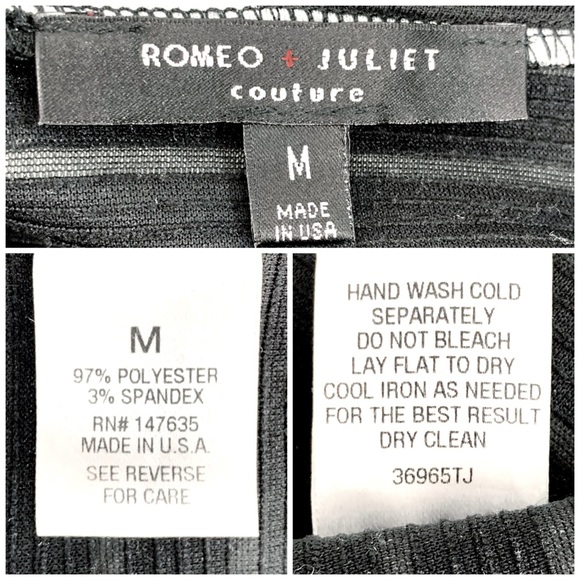 ROMEO + JULIET
couture
M
MADE
IN USA
M
97% POLYESTER
3% SPANDEX
RN# 147635
MADE IN U.S.A.
SEE REVERSE
FOR CARE
HAND WASH COLD
SEPARATELY
DO NOT BLEACH
LAY FLAT TO DRY
COOL IRON AS NEEDED
FOR THE BEST RESULT
DRY CLEAN
36965TJ